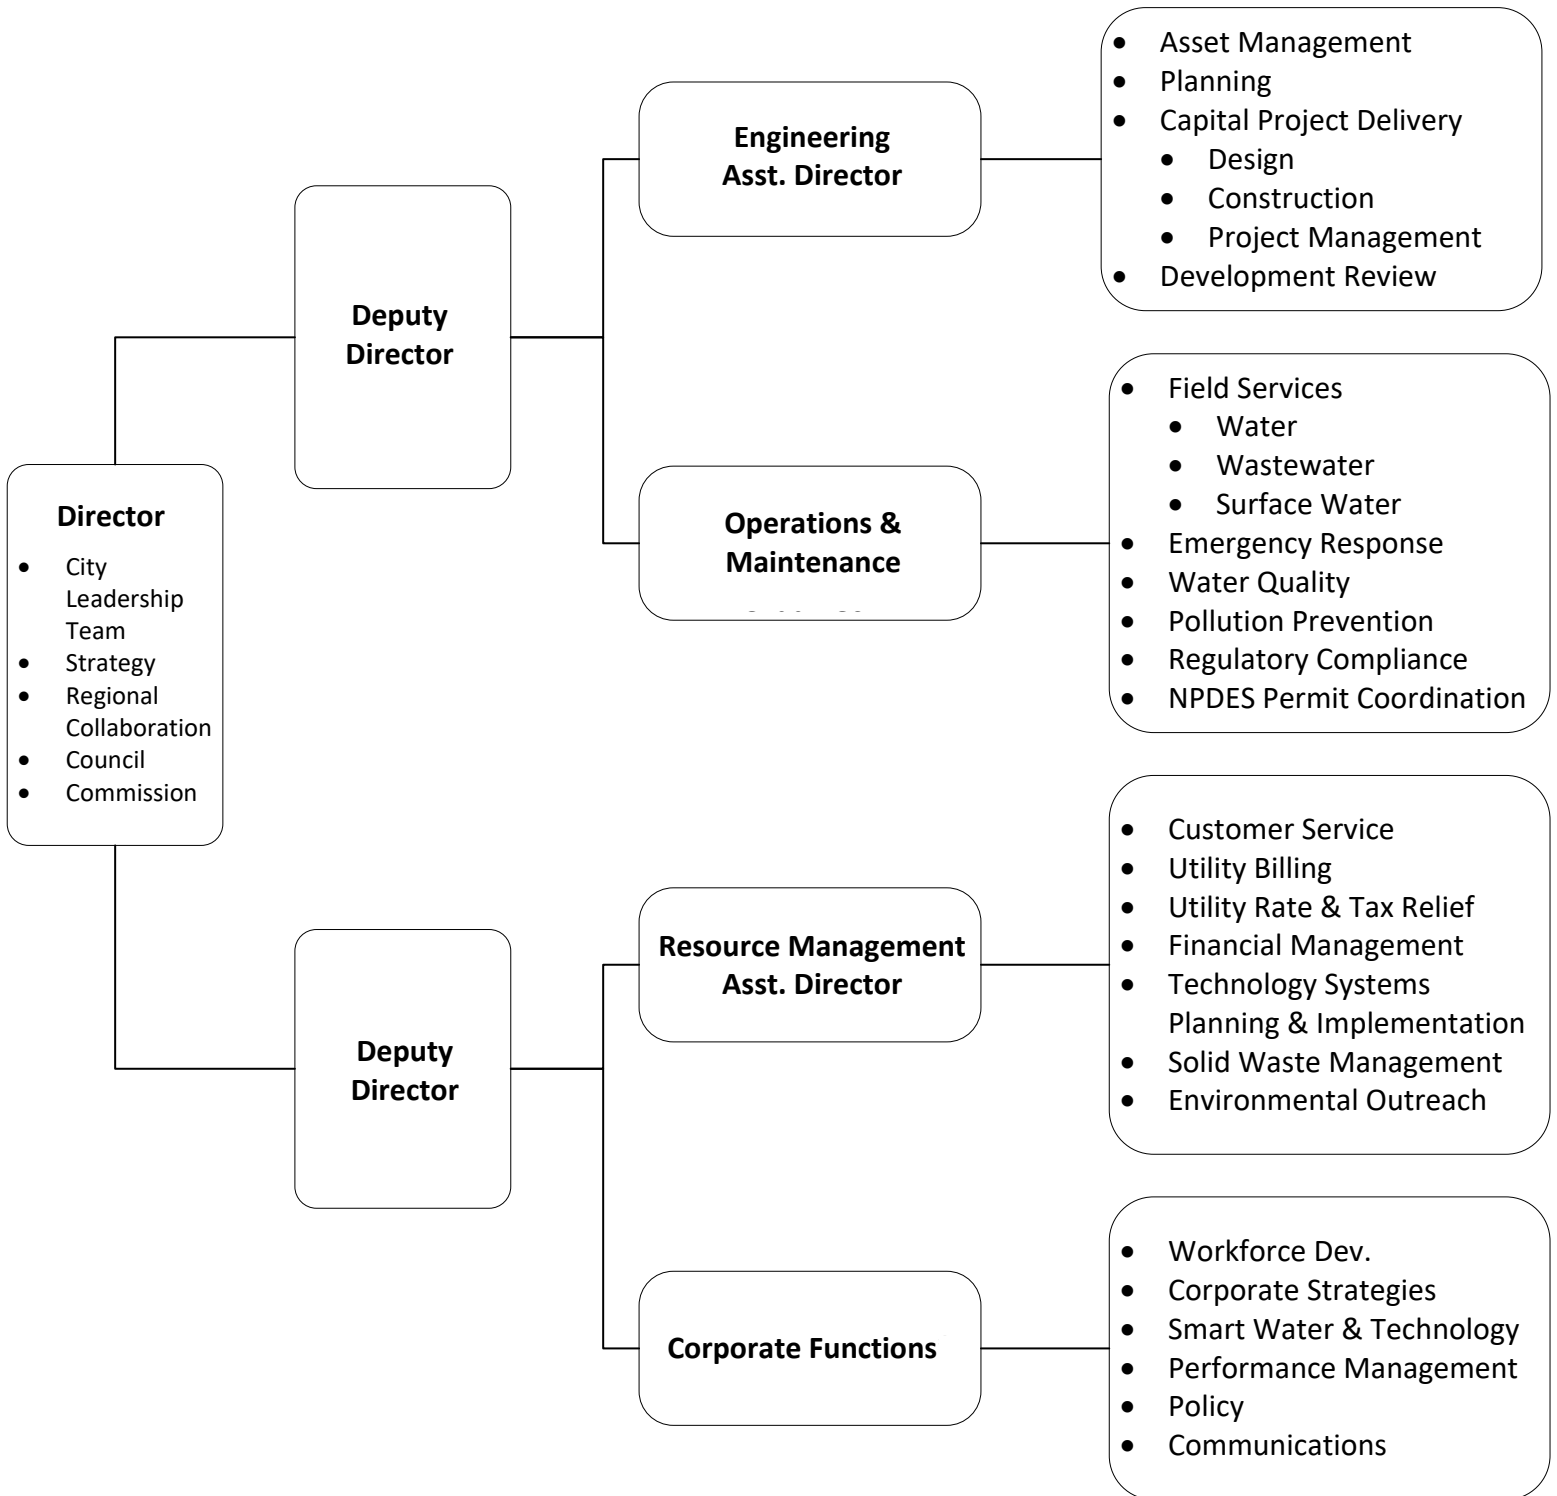 Director
• City
Leadership
Team
• Strategy
• Regional
Collaboration
• Council
• Commission
Deputy
Director
Engineering
Asst. Director
• Asset Management
• Planning
• Capital Project Delivery
• Design
• Construction
• Project Management
• Development Review
Operations &
Maintenance
• Field Services
• Water
• Wastewater
• Surface Water
• Emergency Response
• Water Quality
• Pollution Prevention
• Regulatory Compliance
• NPDES Permit Coordination
Deputy
Director
Resource Management
Asst. Director
• Customer Service
• Utility Billing
• Utility Rate & Tax Relief
• Financial Management
• Technology Systems
Planning & Implementation
• Solid Waste Management
• Environmental Outreach
Corporate Functions
• Workforce Dev.
• Corporate Strategies
• Smart Water & Technology
• Performance Management
• Policy
• Communications